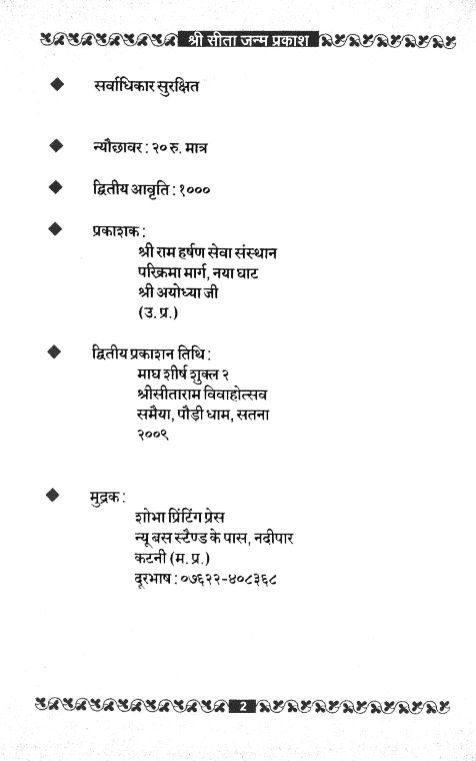 श्री सीता जन्म प्रकाश
सर्वाधिकार सुरक्षित
न्यौछावर : २० रु. मात्र
द्वितीय आवृति : १०००
प्रकाशक :
श्री राम हर्षण सेवा संस्थान
परिक्रमा मार्ग, नया घाट
श्री अयोध्या जी
(उ. प्र.)
द्वितीय प्रकाशन तिथि :
माघ शीर्ष शुक्ल २
श्रीसीताराम विवाहोत्सव
समैया, पौड़ी धाम, सतना
२००९
मुद्रक :
शोभा प्रिंटिंग प्रेस
न्यू बस स्टैण्ड के पास, नदीपार
कटनी (म. प्र.)
दूरभाष : ०७६२२-४०८३६८
2